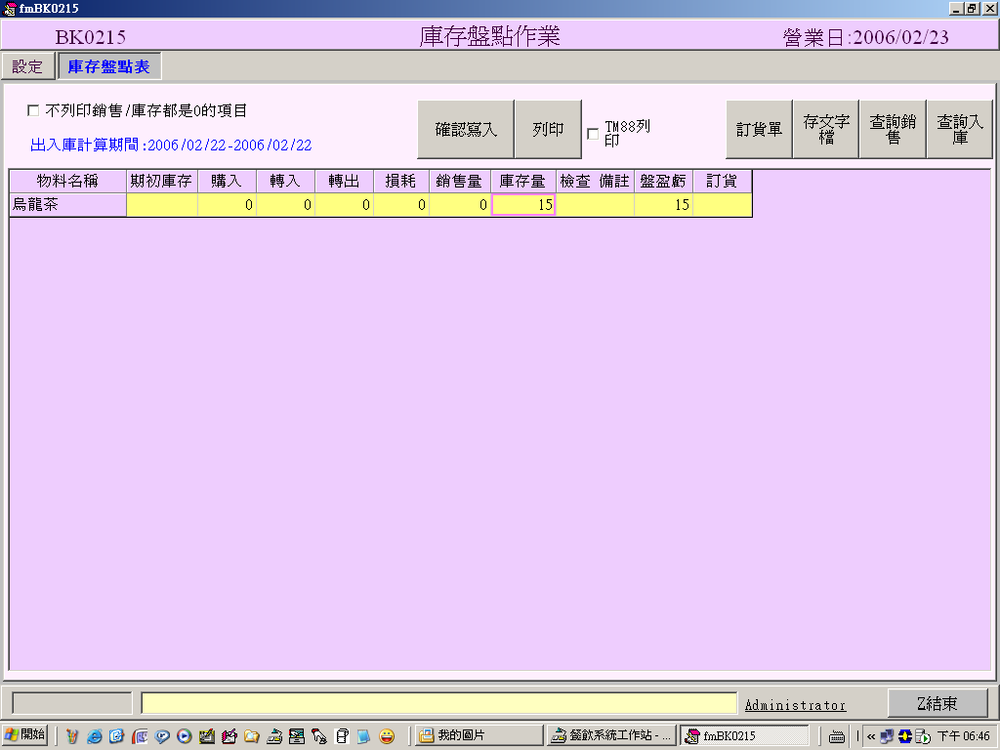 fmBK0215
BK0215 庫存盤點作業 營業日:2006/02/23
設定 庫存盤點表
不列印銷售/庫存都是0的項目
出入庫計算期間:2006/02/22-2006/02/22
確認寫入 列印
TM88列
印
訂貨單
存文字
檔
查詢銷
售
查詢入
庫
物料名稱 期初庫存 購入 轉入 轉出 損耗 銷售量 庫存量 檢查 備註 盤盈虧 訂貨
烏龍茶 0 0 0 0 0 15 15
Administrator Z結束
開始 我的圖片 餐飲系統工作站 - ... fmBK0215 « 下午 06:46